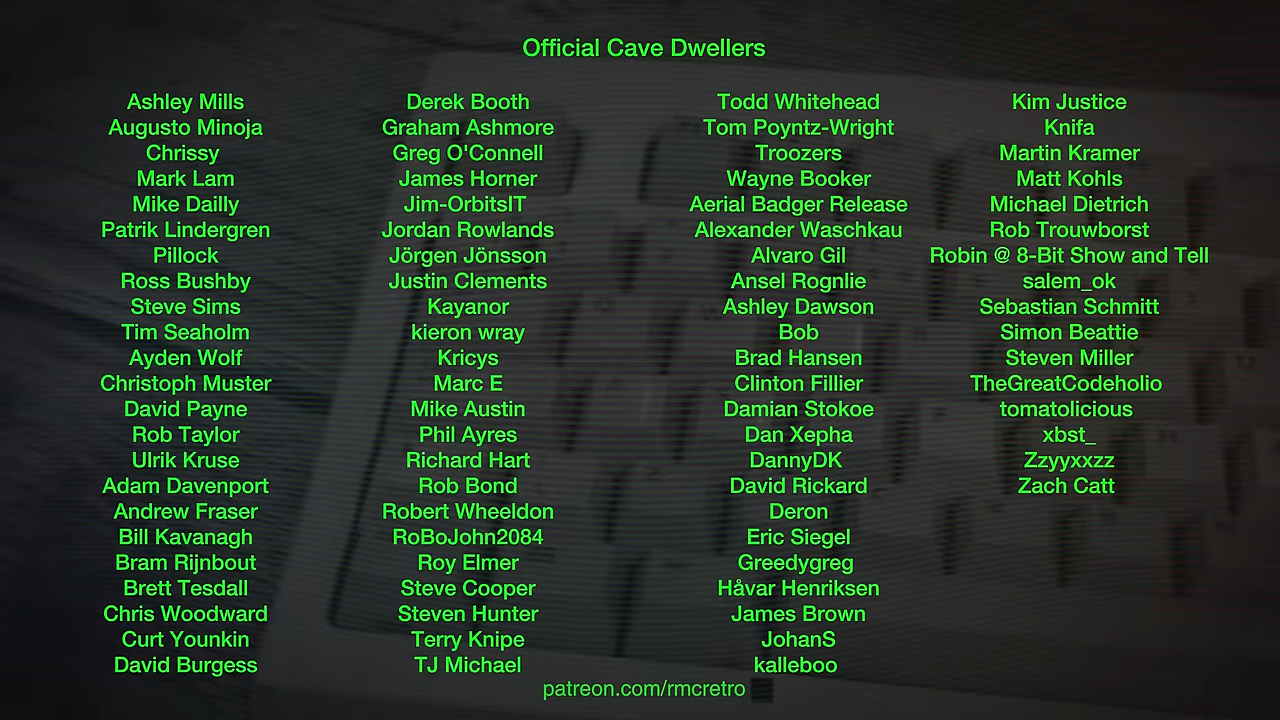 Official Cave Dwellers
Ashley Mills
Augusto Minoja
Chrissy
Mark Lam
Mike Dailly
Patrik Lindergren
Pillock
Ross Bushby
Steve Sims
Tim Seaholm
Ayden Wolf
Christoph Muster
David Payne
Rob Taylor
Ulrik Kruse
Adam Davenport
Andrew Fraser
Bill Kavanagh
Bram Rijnbout
Brett Tesdall
Chris Woodward
Curt Younkin
David Burgess
Derek Booth
Graham Ashmore
Greg O'Connell
James Horner
Jim-OrbitsIT
Jordan Rowlands
Jörgen Jönsson
Justin Clements
Kayanor
kieron wray
Kricys
Marc E
Mike Austin
Phil Ayres
Richard Hart
Rob Bond
Robert Wheeldon
RoBoJohn2084
Roy Elmer
Steve Cooper
Steven Hunter
Terry Knipe
TJ Michael
Todd Whitehead
Tom Poyntz-Wright
Troozers
Wayne Booker
Aerial Badger Release
Alexander Waschkau
Alvaro Gil
Ansel Rognlie
Ashley Dawson
Bob
Brad Hansen
Clinton Fillier
Damian Stokoe
Dan Xepha
DannyDK
David Rickard
Deron
Eric Siegel
Greedygreg
Håvar Henriksen
James Brown
JohanS
kalleboo
Kim Justice
Knifa
Martin Kramer
Matt Kohls
Michael Dietrich
Rob Trouwborst
Robin @ 8-Bit Show and Tell
salem_ok
Sebastian Schmitt
Simon Beattie
Steven Miller
TheGreatCodeholio
tomatolicious
xbst_
Zzyyxxzz
Zach Catt
patreon.com/rmcretro